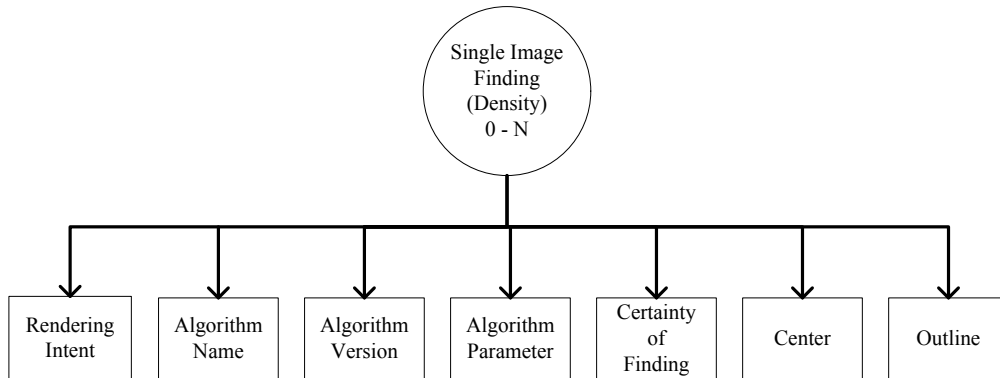 Single Image
Finding
(Density)
0 - N
Rendering
Intent
Algorithm
Name
Algorithm
Version
Algorithm
Parameter
Certainty
of
Finding
Center
Outline